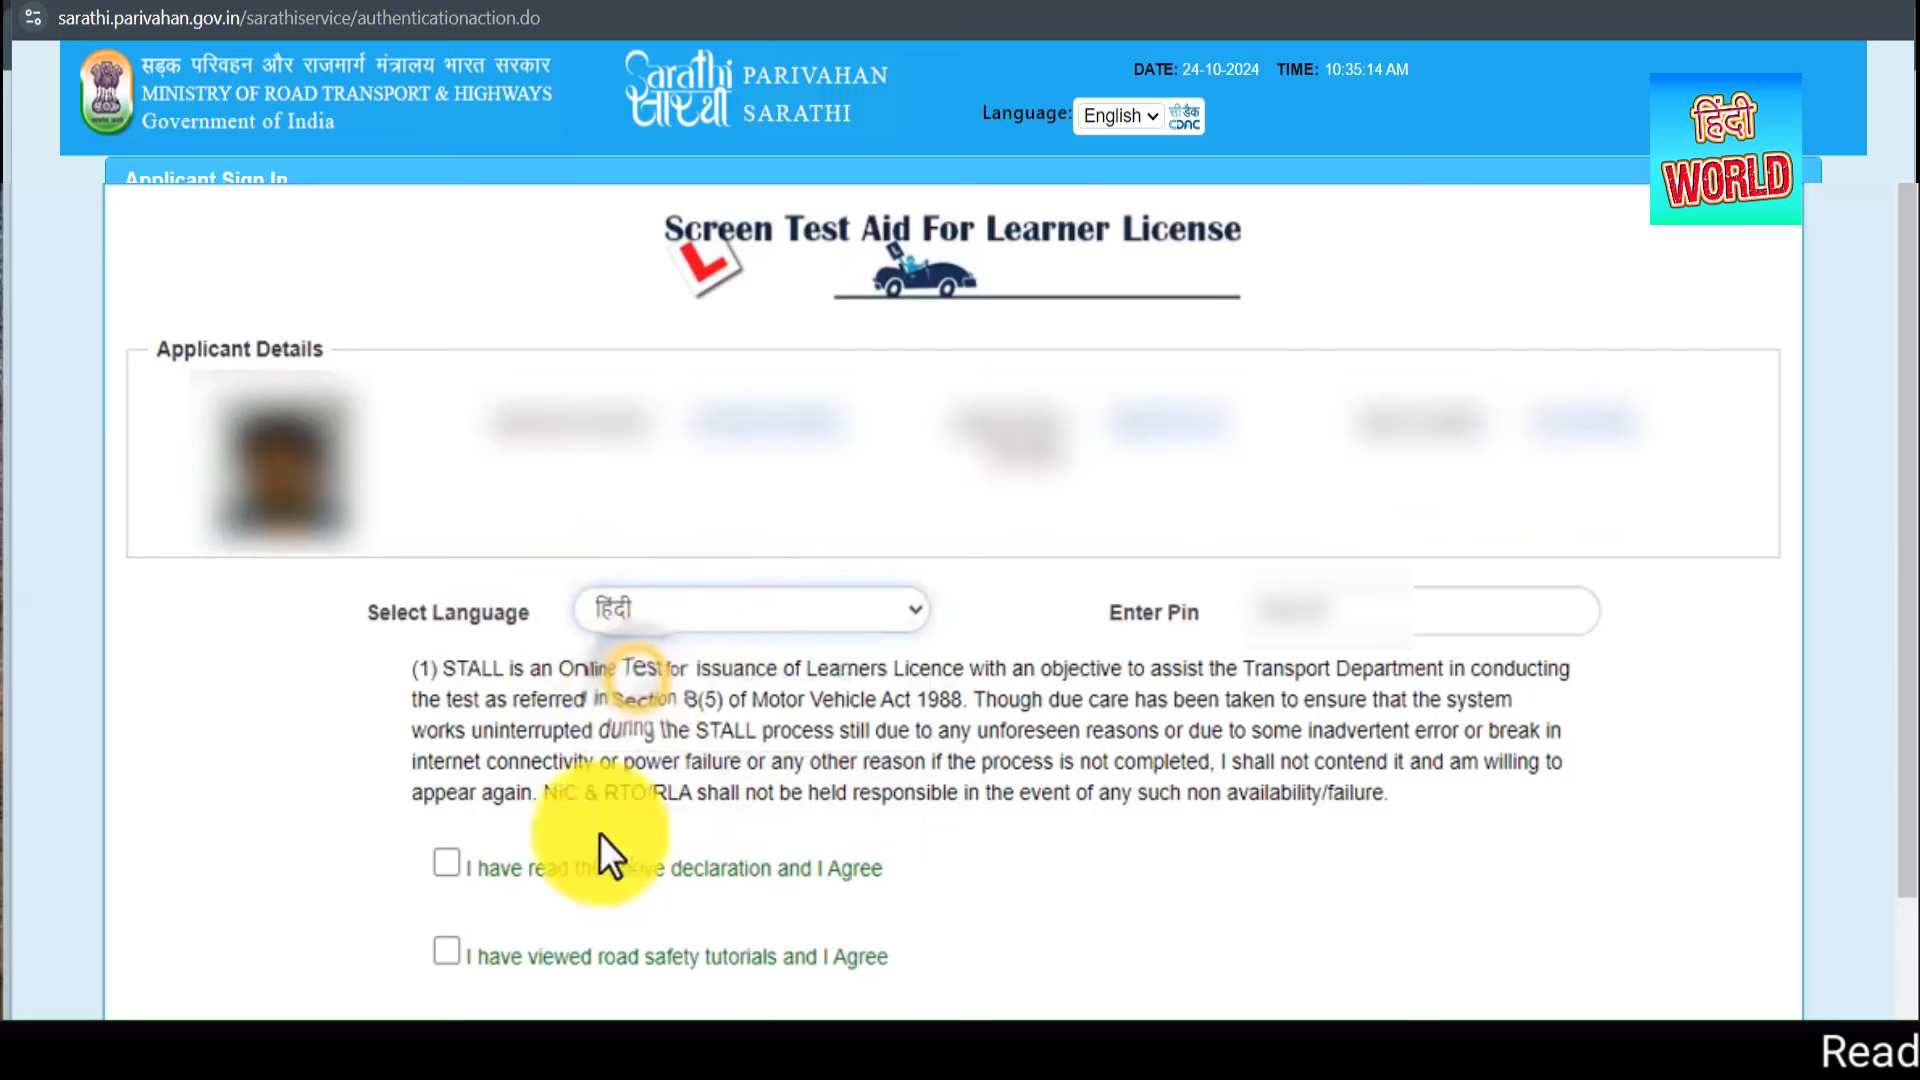 sarathi.parivahan.gov.in/sarathiservice/authenticationaction.do
सड़क परिवहन और राजमार्ग मंत्रालय भारत सरकार
MINISTRY OF ROAD TRANSPORT & HIGHWAYS
Government of India
Sarathi
सारथी
PARIVAHAN
SARATHI
DATE: 24-10-2024 TIME: 10:35:14 AM
Language: English
सी डैक
CDAC
हिंदी
WORLD
Applicant Sign In
Screen Test Aid For Learner License
L
Applicant Details
Select Language हिंदी Enter Pin
(1) STALL is an Online Test for issuance of Learners Licence with an objective to assist the Transport Department in conducting
the test as referred in Section 8(5) of Motor Vehicle Act 1988. Though due care has been taken to ensure that the system
works uninterrupted during the STALL process still due to any unforeseen reasons or due to some inadvertent error or break in
internet connectivity or power failure or any other reason if the process is not completed, I shall not contend it and am willing to
appear again. NIC & RTO/RLA shall not be held responsible in the event of any such non availability/failure.
I have read the above declaration and I Agree
I have viewed road safety tutorials and I Agree
Read